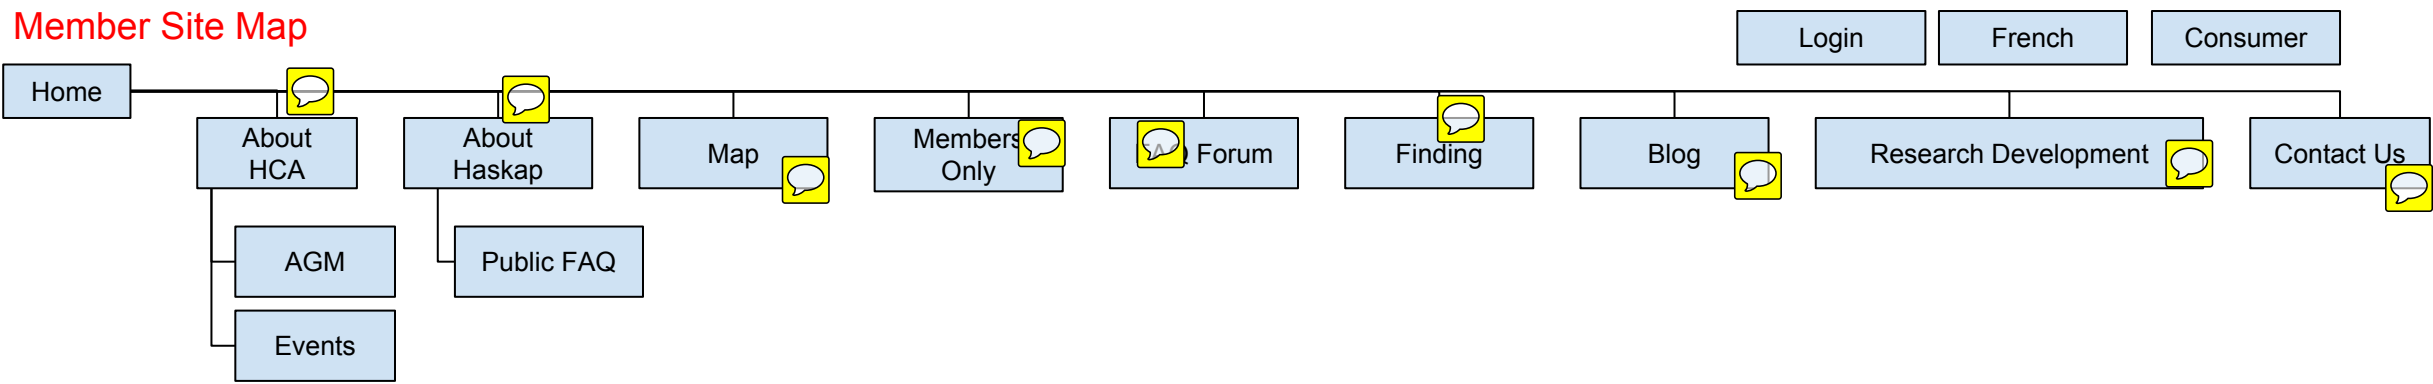 Member Site Map
Login
French
Consumer
Home
About
HCA
About
Haskap
Map
Members
Only
FAQ Forum
Finding
Blog
Research Development
Contact Us
AGM
Public FAQ
Events